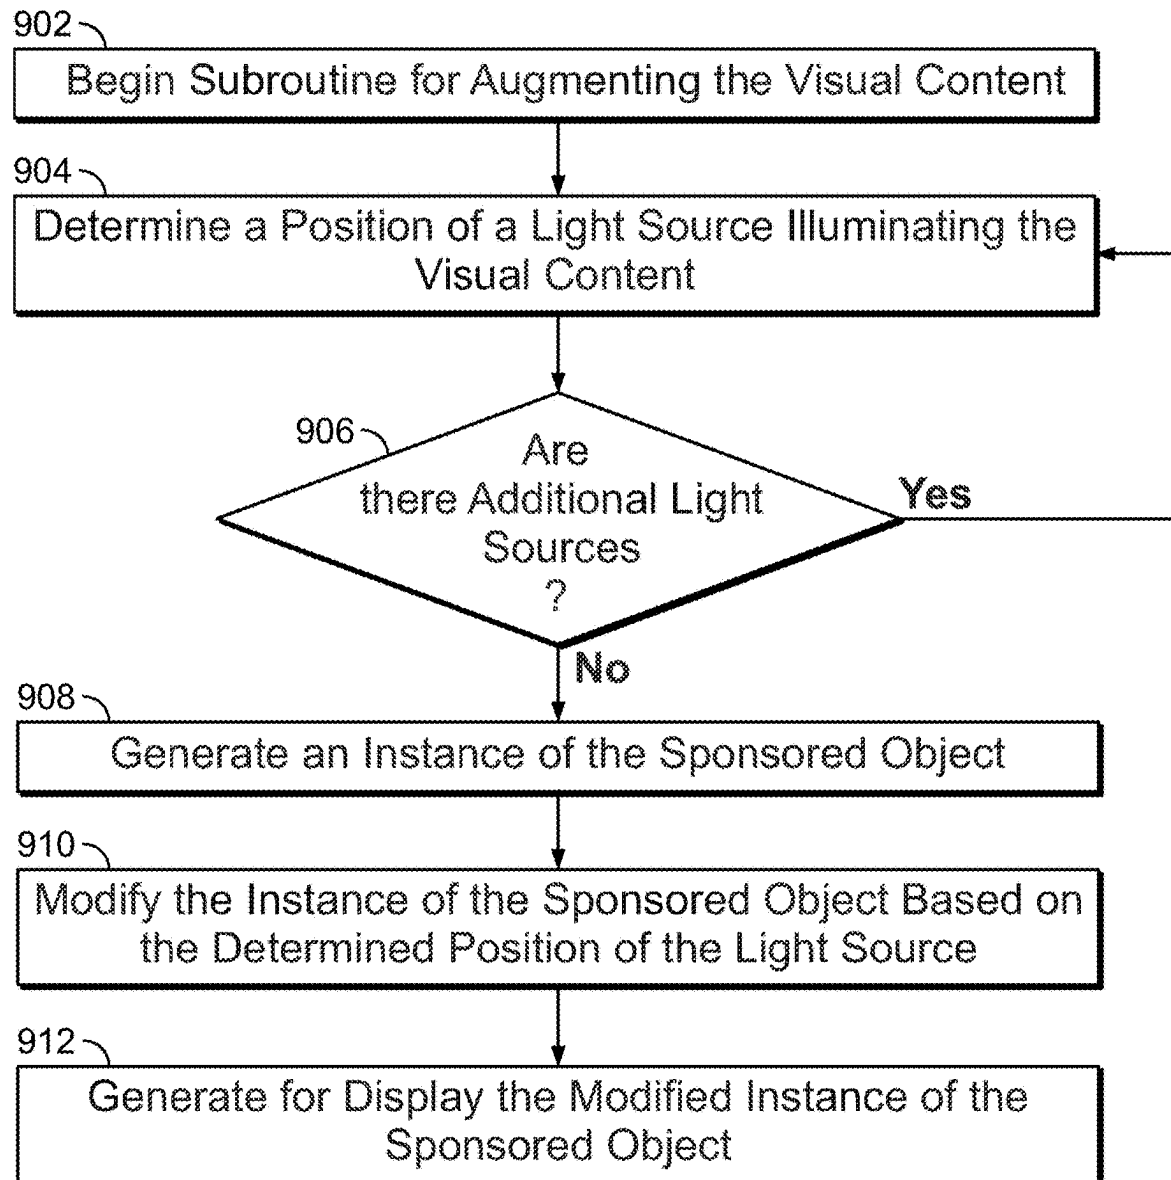 902
Begin Subroutine for Augmenting the Visual Content
904
Determine a Position of a Light Source Illuminating the
Visual Content
906
Are
there Additional Light
Sources
?
Yes
No
908
Generate an Instance of the Sponsored Object
910
Modify the Instance of the Sponsored Object Based on
the Determined Position of the Light Source
912
Generate for Display the Modified Instance of the
Sponsored Object